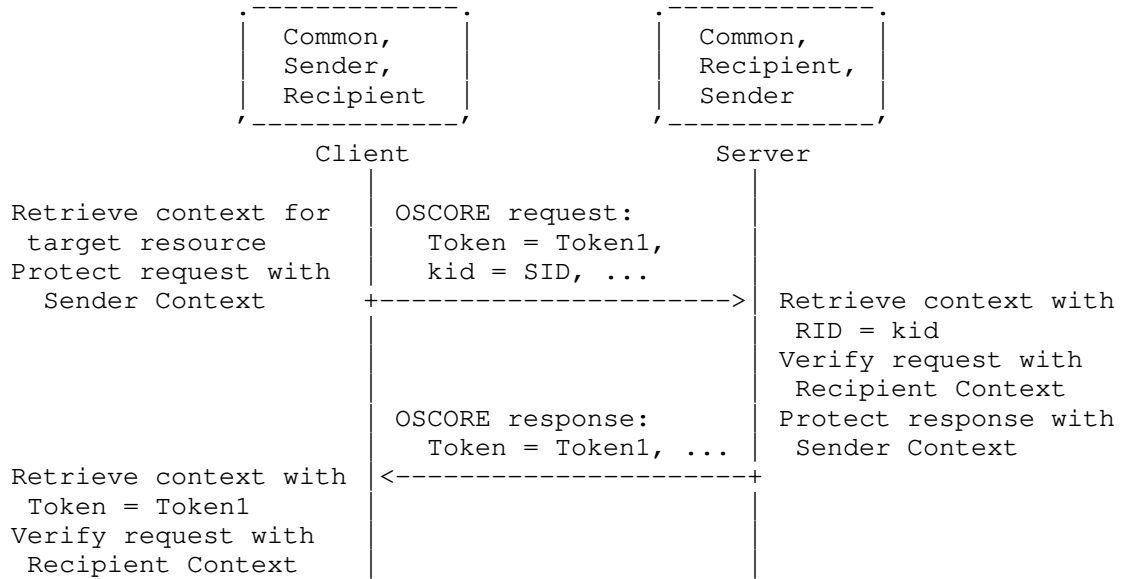 Common,
Sender,
Recipient
Common,
Recipient,
Sender
Client
Server
Retrieve context for
target resource
Protect request with
Sender Context
OSCORE request:
Token = Token1,
kid = SID, ...
Retrieve context with
RID = kid
Verify request with
Recipient Context
Protect response with
Sender Context
OSCORE response:
Token = Token1, ...
Retrieve context with
Token = Token1
Verify request with
Recipient Context